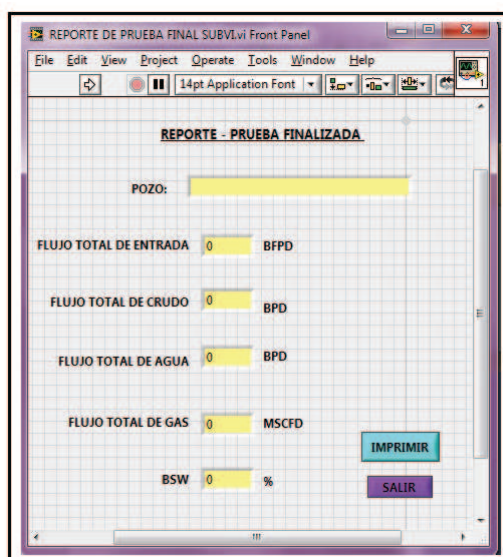 REPORTE DE PRUEBA FINAL SUBVI.vi Front Panel
File Edit View Project Operate Tools Window Help
14pt Application Font
1
REPORTE - PRUEBA FINALIZADA
POZO:
FLUJO TOTAL DE ENTRADA 0 BFPD
FLUJO TOTAL DE CRUDO 0 BPD
FLUJO TOTAL DE AGUA 0 BPD
FLUJO TOTAL DE GAS 0 MSCFD
IMPRIMIR
BSW 0 %
SALIR